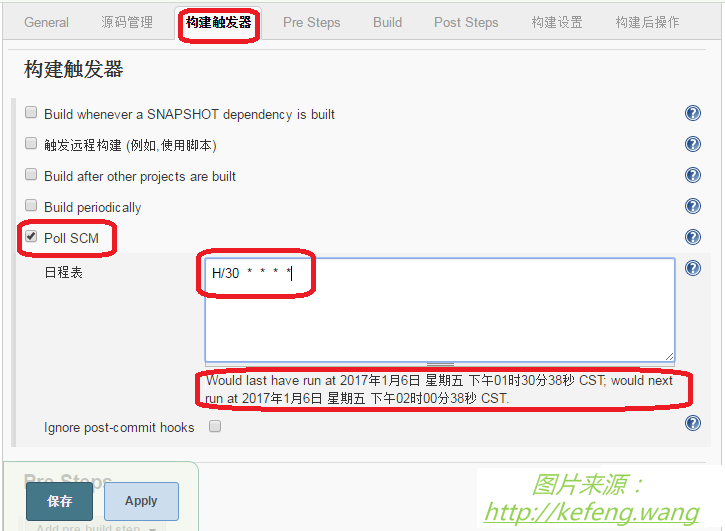 General 源码管理 构建触发器 Pre Steps Build Post Steps 构建设置 构建后操作
构建触发器
Build whenever a SNAPSHOT dependency is built
触发远程构建 (例如,使用脚本)
Build after other projects are built
Build periodically
Poll SCM
日程表
H/30 * * * *
Would last have run at 2017年1月6日 星期五 下午01时30分38秒 CST; would next
run at 2017年1月6日 星期五 下午02时00分38秒 CST.
Ignore post-commit hooks
Pre Steps
保存 Apply
Add pre-build step
图片来源：
http://kefeng.wang